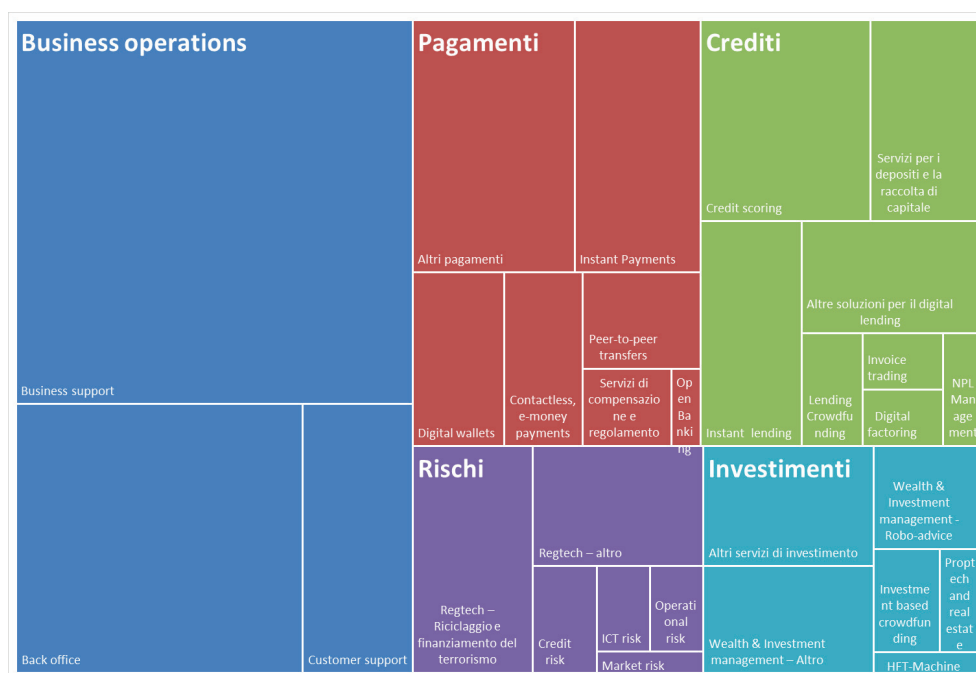 Business operations
Business support
Back office
Customer support
Pagamenti
Altri pagamenti
Instant Payments
Digital wallets
Contactless,
e-money
payments
Peer-to-peer
transfers
Servizi di
compensazio
ne e
regolamento
Op
en
Ba
nki
ng
Crediti
Credit scoring
Servizi per i
depositi e la
raccolta di
capitale
Instant lending
Altre soluzioni per il digital
lending
Lending
Crowdfu
nding
Invoice
trading
Digital
factoring
NPL
Man
age
ment
Rischi
Regtech –
Riciclaggio e
finanziamento del
terrorismo
Regtech – altro
Credit
risk
ICT risk
Operati
onal
risk
Market risk
Investimenti
Altri servizi di investimento
Wealth & Investment
management – Altro
Wealth &
Investment
management -
Robo-advice
Investme
nt based
crowdfun
ding
Propt
ech
and
real
estat
e
HFT-Machine